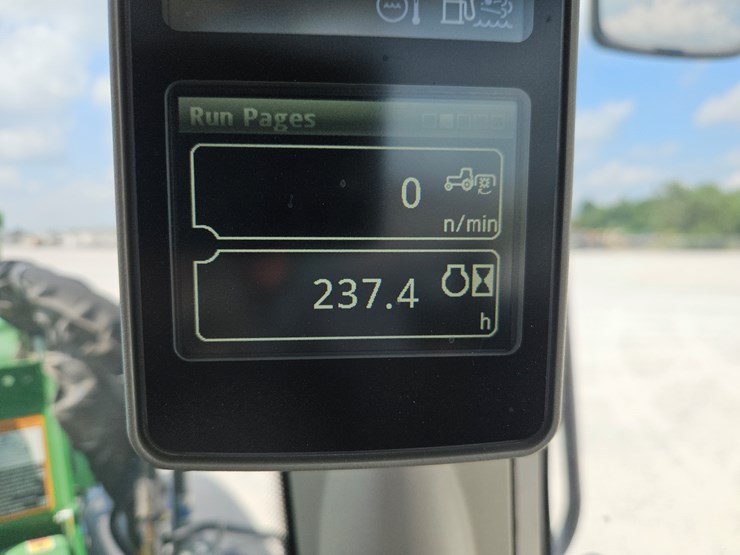 Run Pages
0
n/min
237.4
h